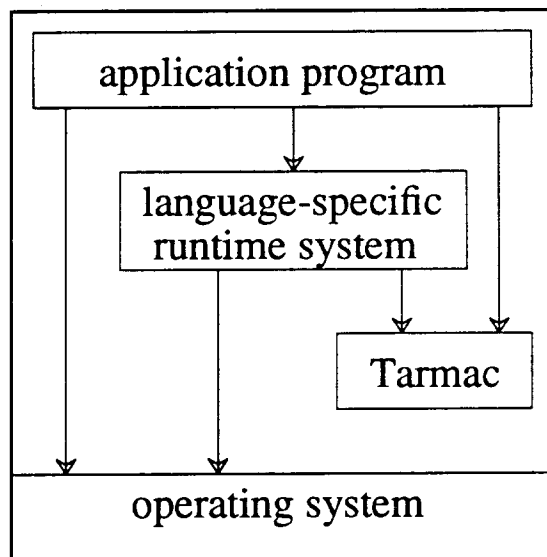 application program
language-specific
runtime system
Tarmac
operating system